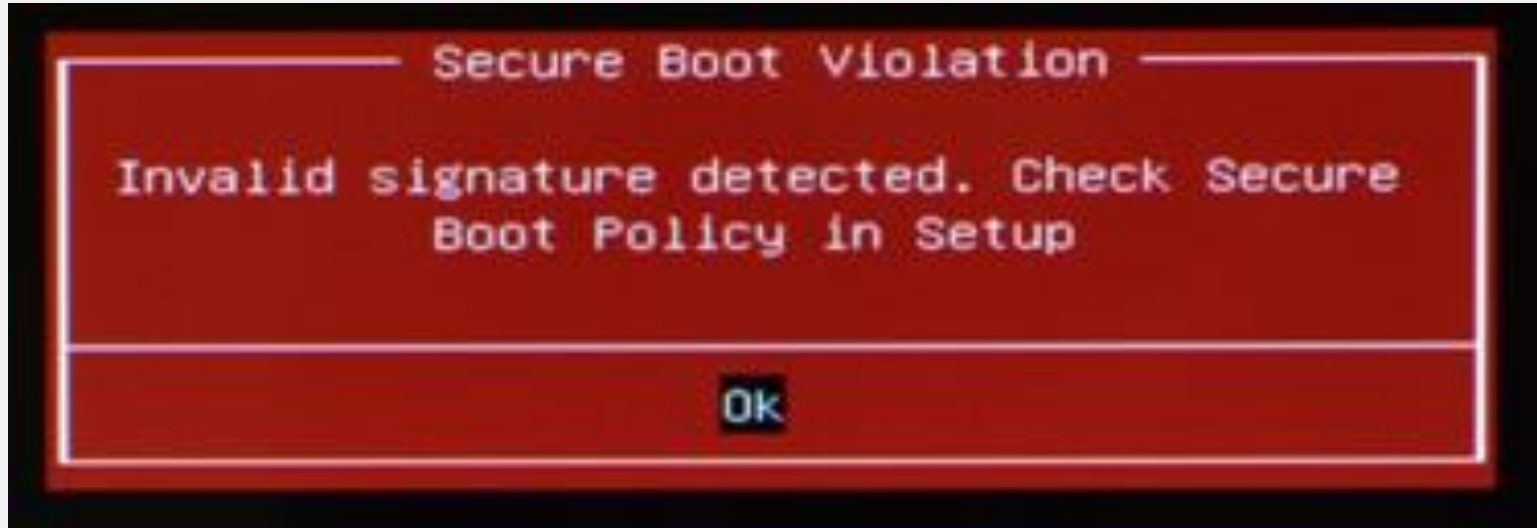 Secure Boot Violation
Invalid signature detected. Check Secure
Boot Policy in Setup
Ok